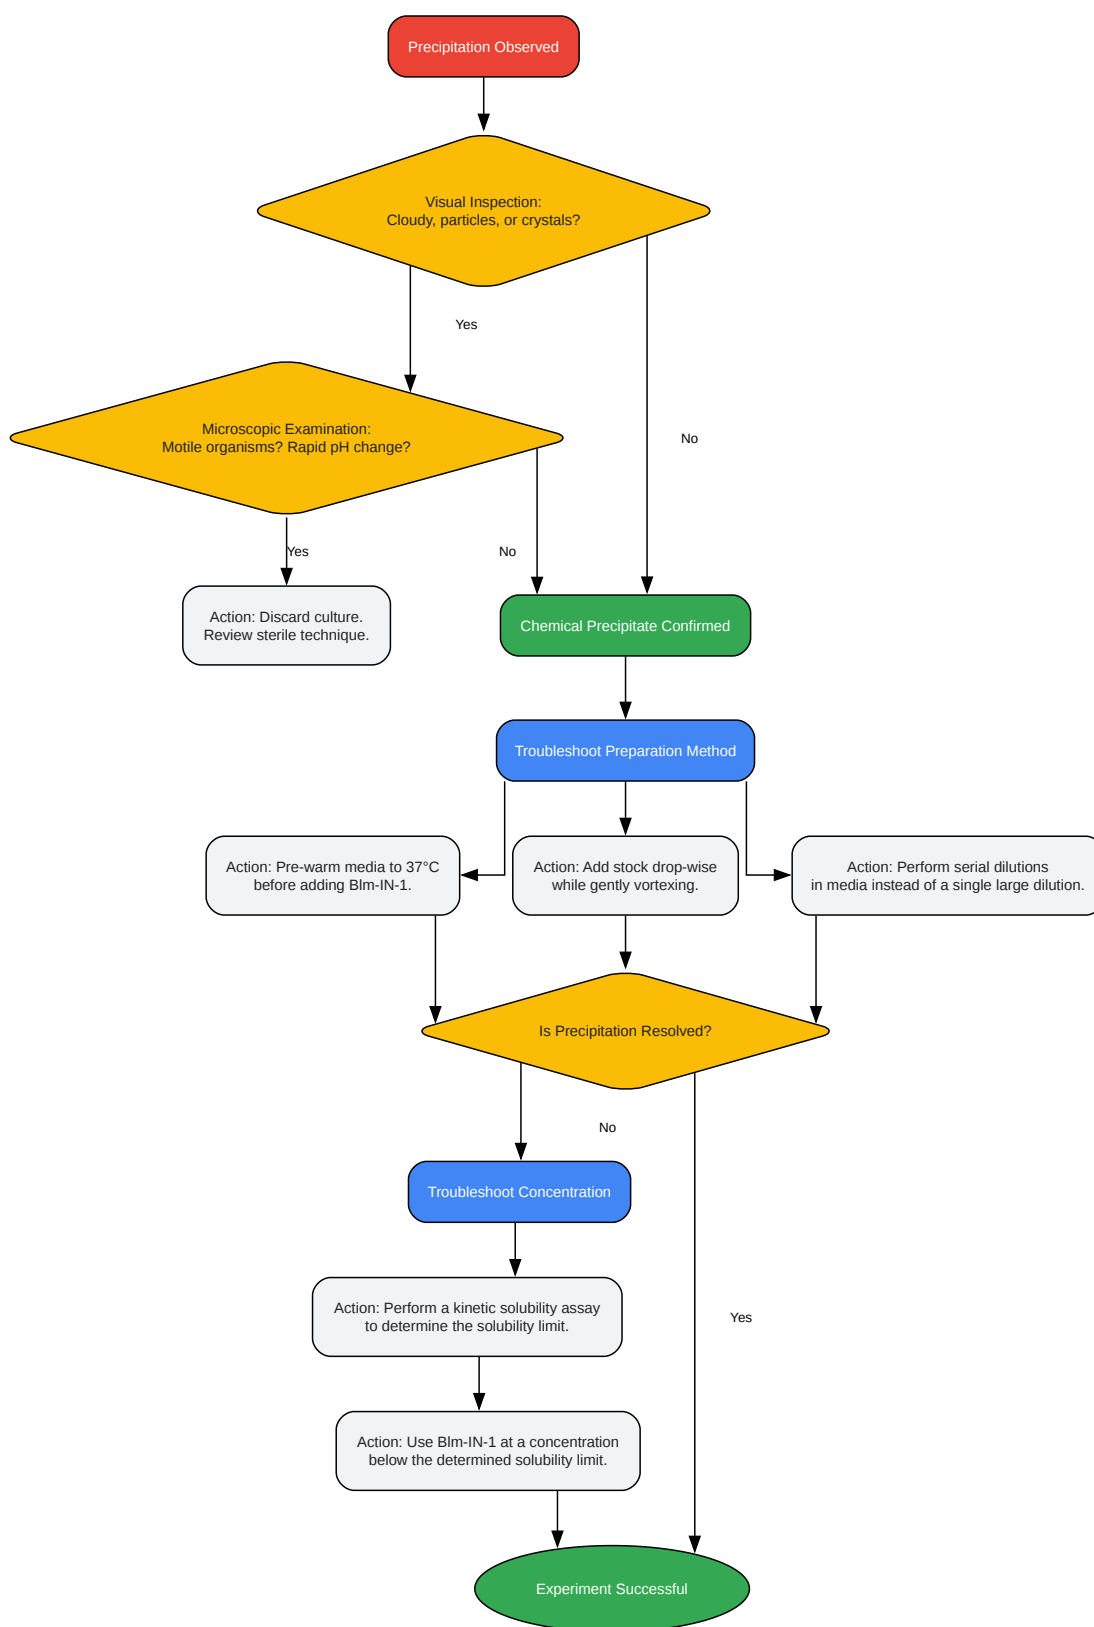 Precipitation Observed
Visual Inspection:
Cloudy, particles, or crystals?
Yes
No
Microscopic Examination:
Motile organisms? Rapid pH change?
Yes
No
Action: Discard culture.
Review sterile technique.
Chemical Precipitate Confirmed
Troubleshoot Preparation Method
Action: Pre-warm media to 37°C
before adding Blm-IN-1.
Action: Add stock drop-wise
while gently vortexing.
Action: Perform serial dilutions
in media instead of a single large dilution.
Is Precipitation Resolved?
No
Troubleshoot Concentration
Action: Perform a kinetic solubility assay
to determine the solubility limit.
Yes
Action: Use Blm-IN-1 at a concentration
below the determined solubility limit.
Experiment Successful